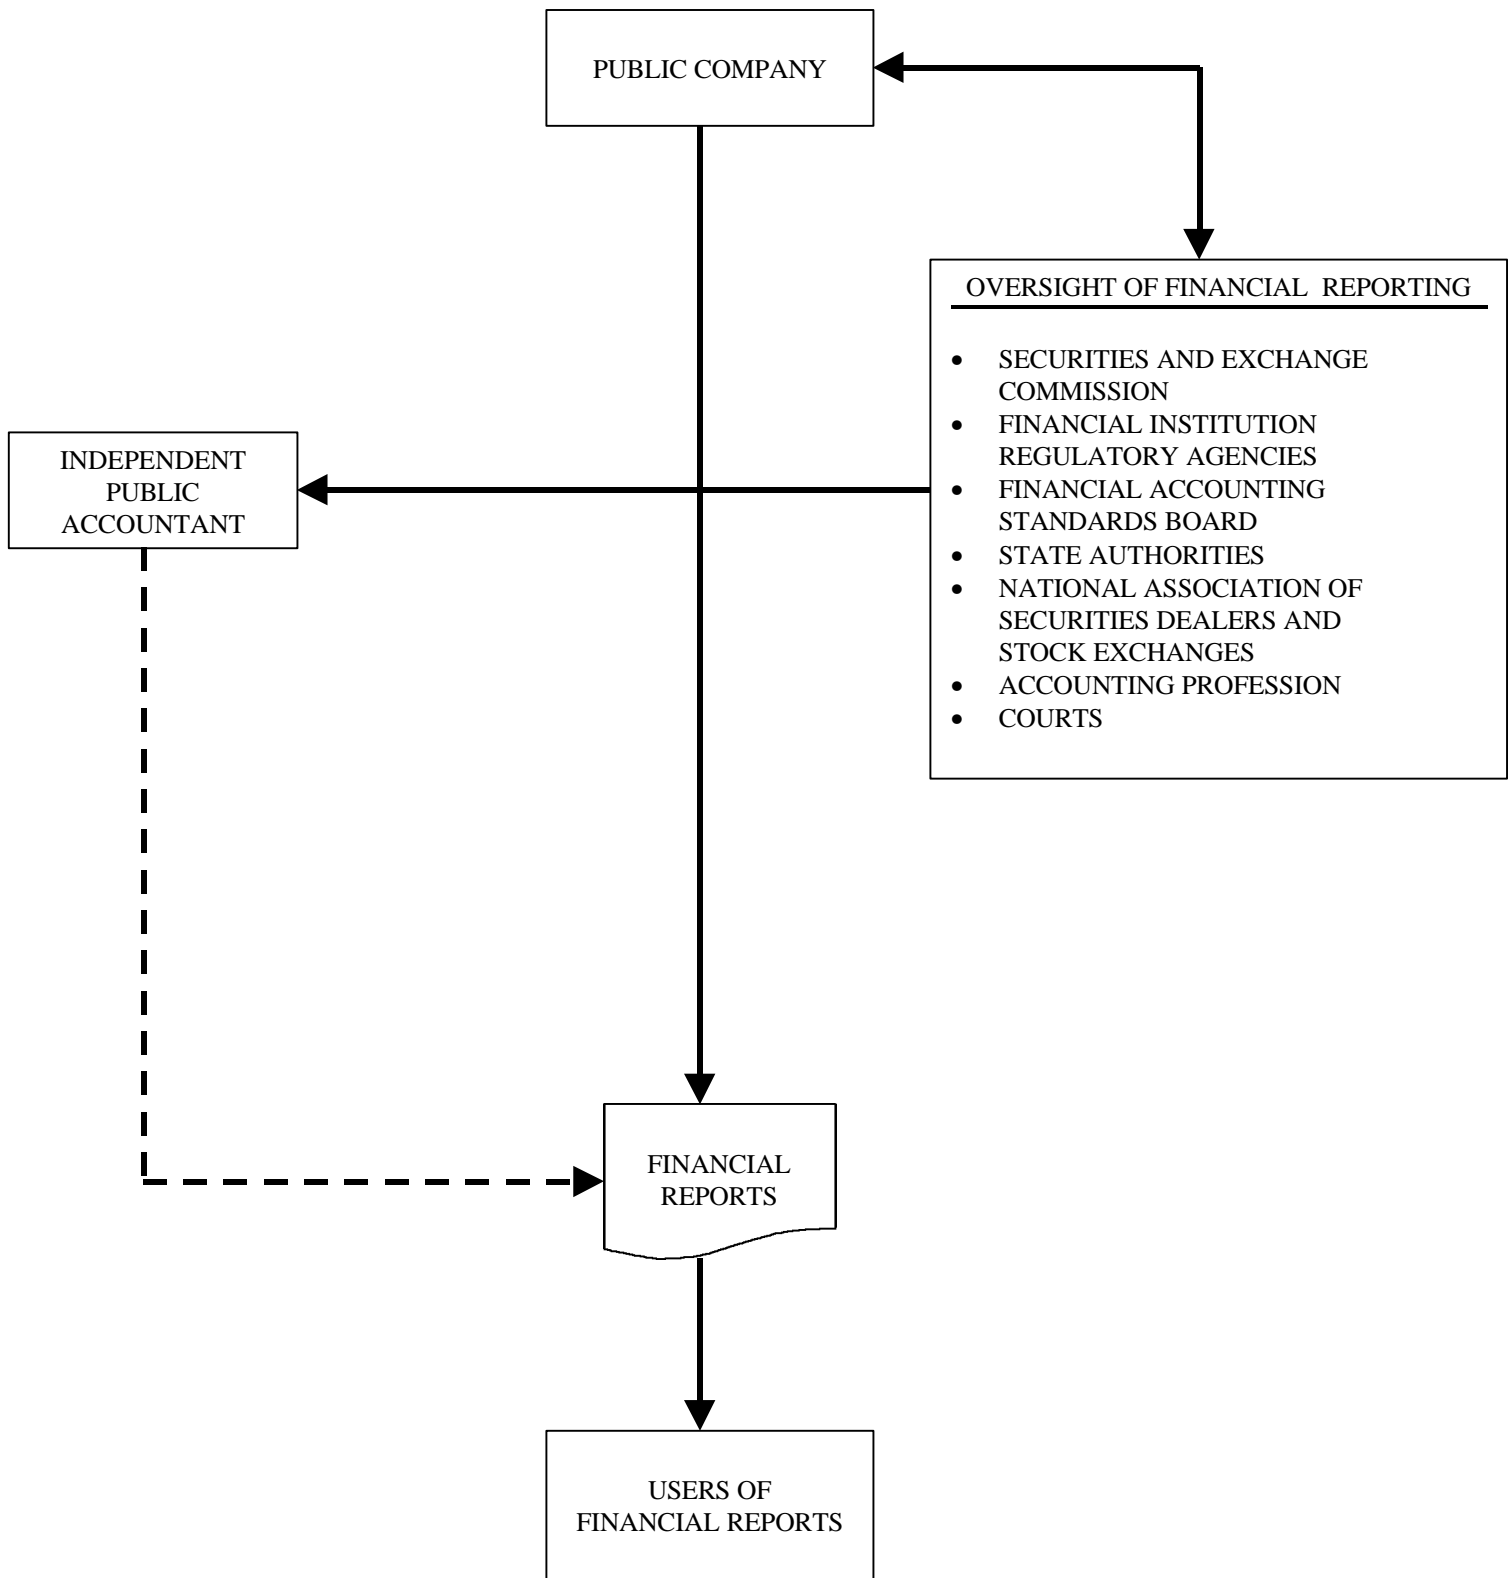 PUBLIC COMPANY
OVERSIGHT OF FINANCIAL REPORTING
• SECURITIES AND EXCHANGE
COMMISSION
• FINANCIAL INSTITUTION
REGULATORY AGENCIES
• FINANCIAL ACCOUNTING
STANDARDS BOARD
• STATE AUTHORITIES
• NATIONAL ASSOCIATION OF
SECURITIES DEALERS AND
STOCK EXCHANGES
• ACCOUNTING PROFESSION
• COURTS
INDEPENDENT
PUBLIC
ACCOUNTANT
FINANCIAL
REPORTS
USERS OF
FINANCIAL REPORTS